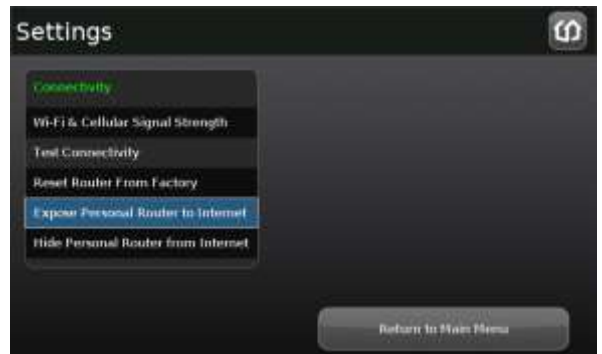 Settings
Connectivity
Wi-Fi & Cellular Signal Strength
Test Connectivity
Reset Router From Factory
Expose Personal Router to Internet
Hide Personal Router from Internet
Return to Main Menu